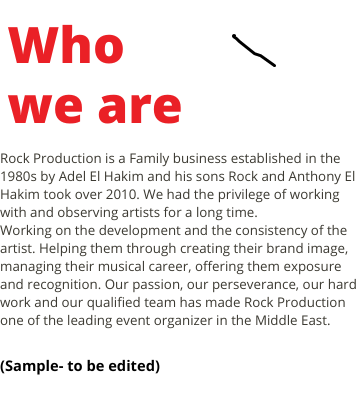 Who
we are
Rock Production is a Family business established in the
1980s by Adel El Hakim and his sons Rock and Anthony El
Hakim took over 2010. We had the privilege of working
with and observing artists for a long time.
Working on the development and the consistency of the
artist. Helping them through creating their brand image,
managing their musical career, offering them exposure
and recognition. Our passion, our perseverance, our hard
work and our qualified team has made Rock Production
one of the leading event organizer in the Middle East.
(Sample- to be edited)